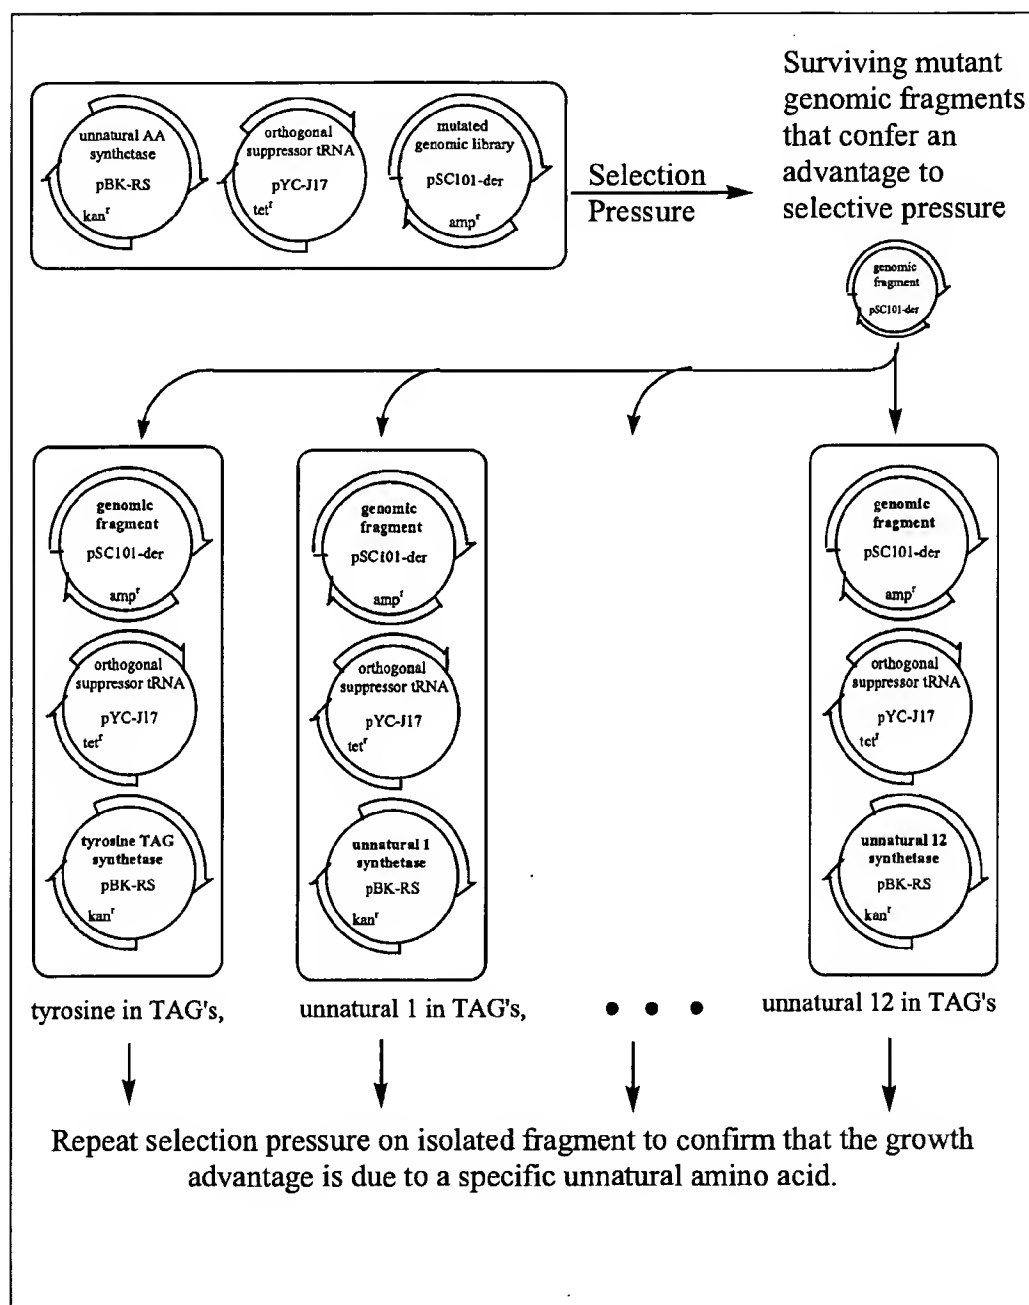 unnatural AA
synthetase
pBK-RS
kanʳ
orthogonal
suppressor tRNA
pYC-J17
tetʳ
mutated
genomic library
pSC101-der
ampʳ
Selection
Pressure
Surviving mutant
genomic fragments
that confer an
advantage to
selective pressure
genomic
fragment
pSC101-der
genomic
fragment
pSC101-der
ampʳ
orthogonal
suppressor tRNA
pYC-J17
tetʳ
tyrosine TAG
synthetase
pBK-RS
kanʳ
tyrosine in TAG's,
genomic
fragment
pSC101-der
ampʳ
orthogonal
suppressor tRNA
pYC-J17
tetʳ
unnatural 1
synthetase
pBK-RS
kanʳ
unnatural 1 in TAG's,
• • •
genomic
fragment
pSC101-der
ampʳ
orthogonal
suppressor tRNA
pYC-J17
tetʳ
unnatural 12
synthetase
pBK-RS
kanʳ
unnatural 12 in TAG's
Repeat selection pressure on isolated fragment to confirm that the growth
advantage is due to a specific unnatural amino acid.